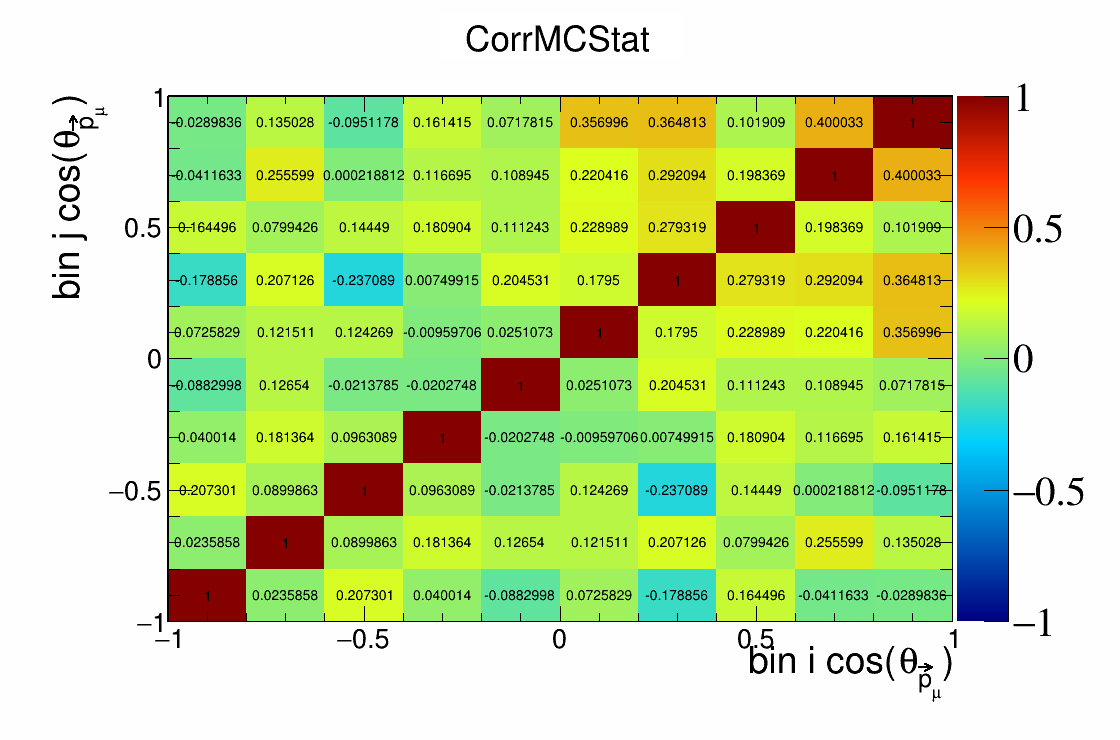 CorrMCStat
bin j cos(θ p⃗ μ)
1
0.5
0
−0.5
−1
-0.0289836 0.135028 -0.0951178 0.161415 0.0717815 0.356996 0.364813 0.101909 0.400033 1
-0.0411633 0.255599 0.000218812 0.116695 0.108945 0.220416 0.292094 0.198369 1 0.400033
0.164496 0.0799426 0.14449 0.180904 0.111243 0.228989 0.279319 1 0.198369 0.101909
-0.178856 0.207126 -0.237089 0.00749915 0.204531 0.1795 1 0.279319 0.292094 0.364813
0.0725829 0.121511 0.124269 -0.00959706 0.0251073 1 0.1795 0.228989 0.220416 0.356996
-0.0882998 0.12654 -0.0213785 -0.0202748 1 0.0251073 0.204531 0.111243 0.108945 0.0717815
0.040014 0.181364 0.0963089 1 -0.0202748 -0.00959706 0.00749915 0.180904 0.116695 0.161415
0.207301 0.0899863 1 0.0963089 -0.0213785 0.124269 -0.237089 0.14449 0.000218812 -0.0951178
0.0235858 1 0.0899863 0.181364 0.12654 0.121511 0.207126 0.0799426 0.255599 0.135028
1 0.0235858 0.207301 0.040014 -0.0882998 0.0725829 -0.178856 0.164496 -0.0411633 -0.0289836
−1 −0.5 0 0.5 1
bin i cos(θ p⃗ μ)
1
0.5
0
−0.5
−1